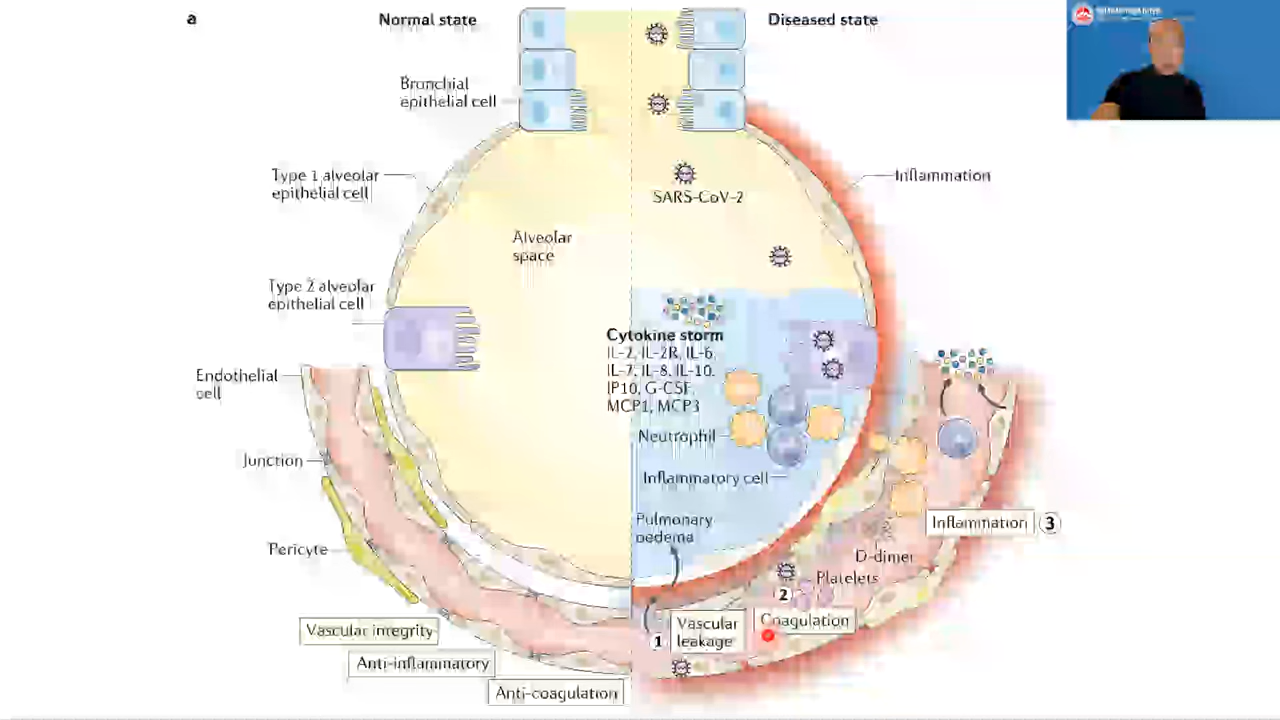 a
Normal state
Diseased state
Bronchial
epithelial cell
Type 1 alveolar
epithelial cell
Inflammation
SARS-CoV-2
Alveolar
space
Type 2 alveolar
epithelial cell
Cytokine storm
IL-2, IL-2R, IL-6,
IL-7, IL-8, IL-10,
IP10, G-CSF,
MCP1, MCP3
Endothelial
cell
Neutrophil
Junction
Inflammatory cell
Pulmonary
oedema
Inflammation 3
Pericyte
D-dimer
Platelets
2
Coagulation
1
Vascular
leakage
Vascular integrity
Anti-inflammatory
Anti-coagulation